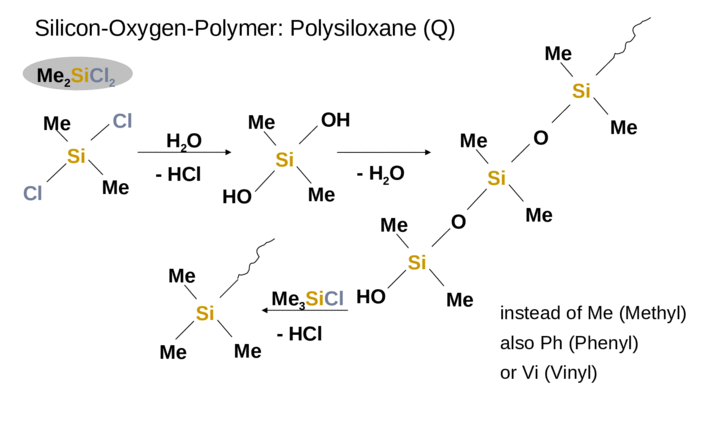 Silicon-Oxygen-Polymer: Polysiloxane (Q)
Me₂SiCl₂
Me
Cl
Si
Cl
Me
H₂O
- HCl
Me
OH
Si
HO
Me
- H₂O
Me
Si
Me
O
Me
Si
Me
O
Me
Si
HO
Me
Me₃SiCl
- HCl
Me
Si
Me
Me
instead of Me (Methyl)
also Ph (Phenyl)
or Vi (Vinyl)